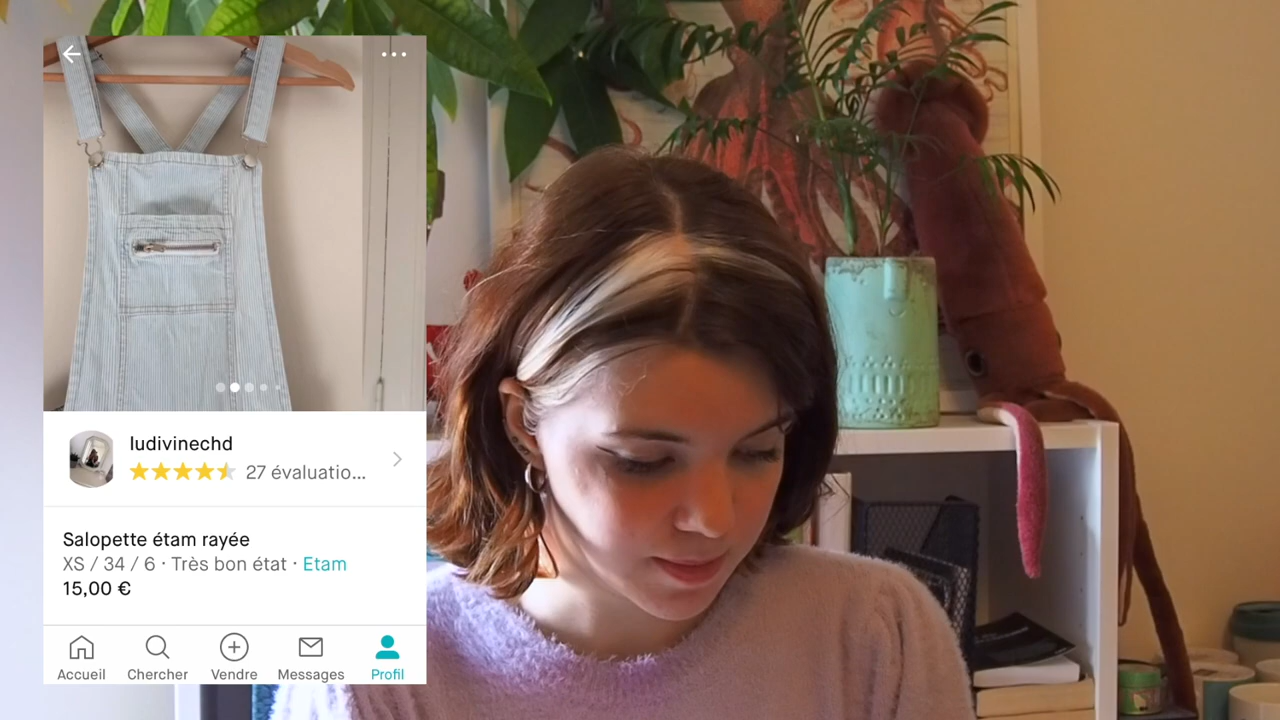 ludivinechd
27 évaluatio...
Salopette étam rayée
XS / 34 / 6 · Très bon état · Etam
15,00 €
Accueil Chercher Vendre Messages Profil